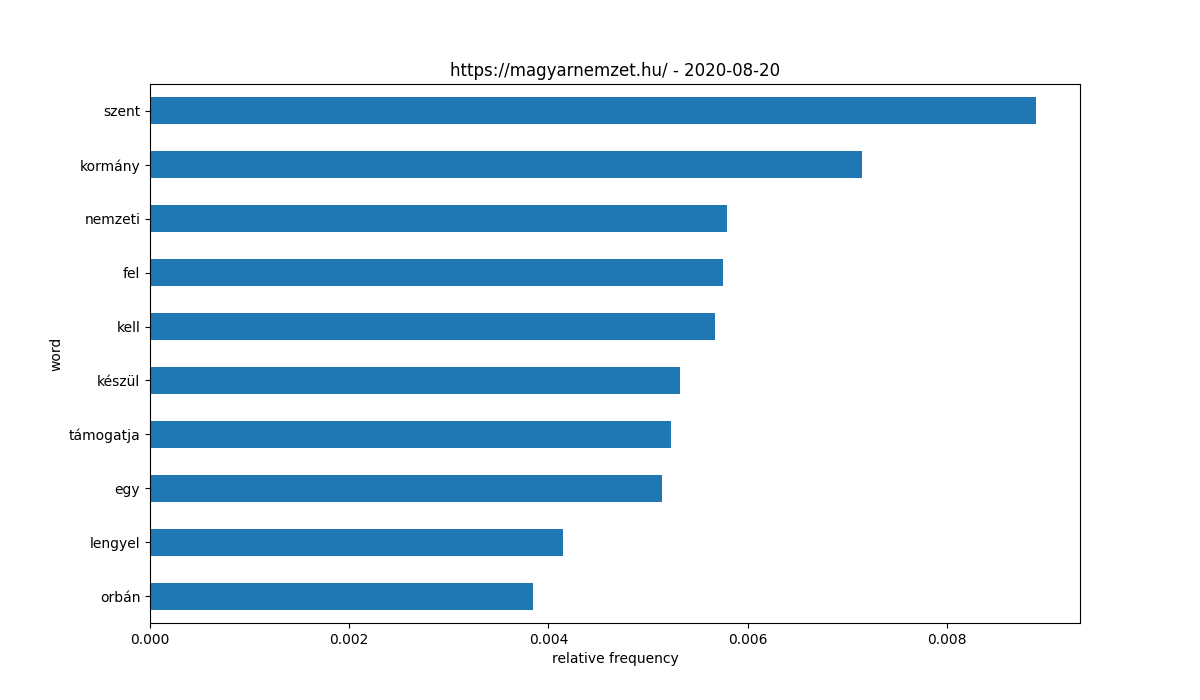 https://magyarnemzet.hu/ - 2020-08-20
szent
kormány
nemzeti
fel
kell
készül
támogatja
egy
lengyel
orbán
word
0.000 0.002 0.004 0.006 0.008
relative frequency